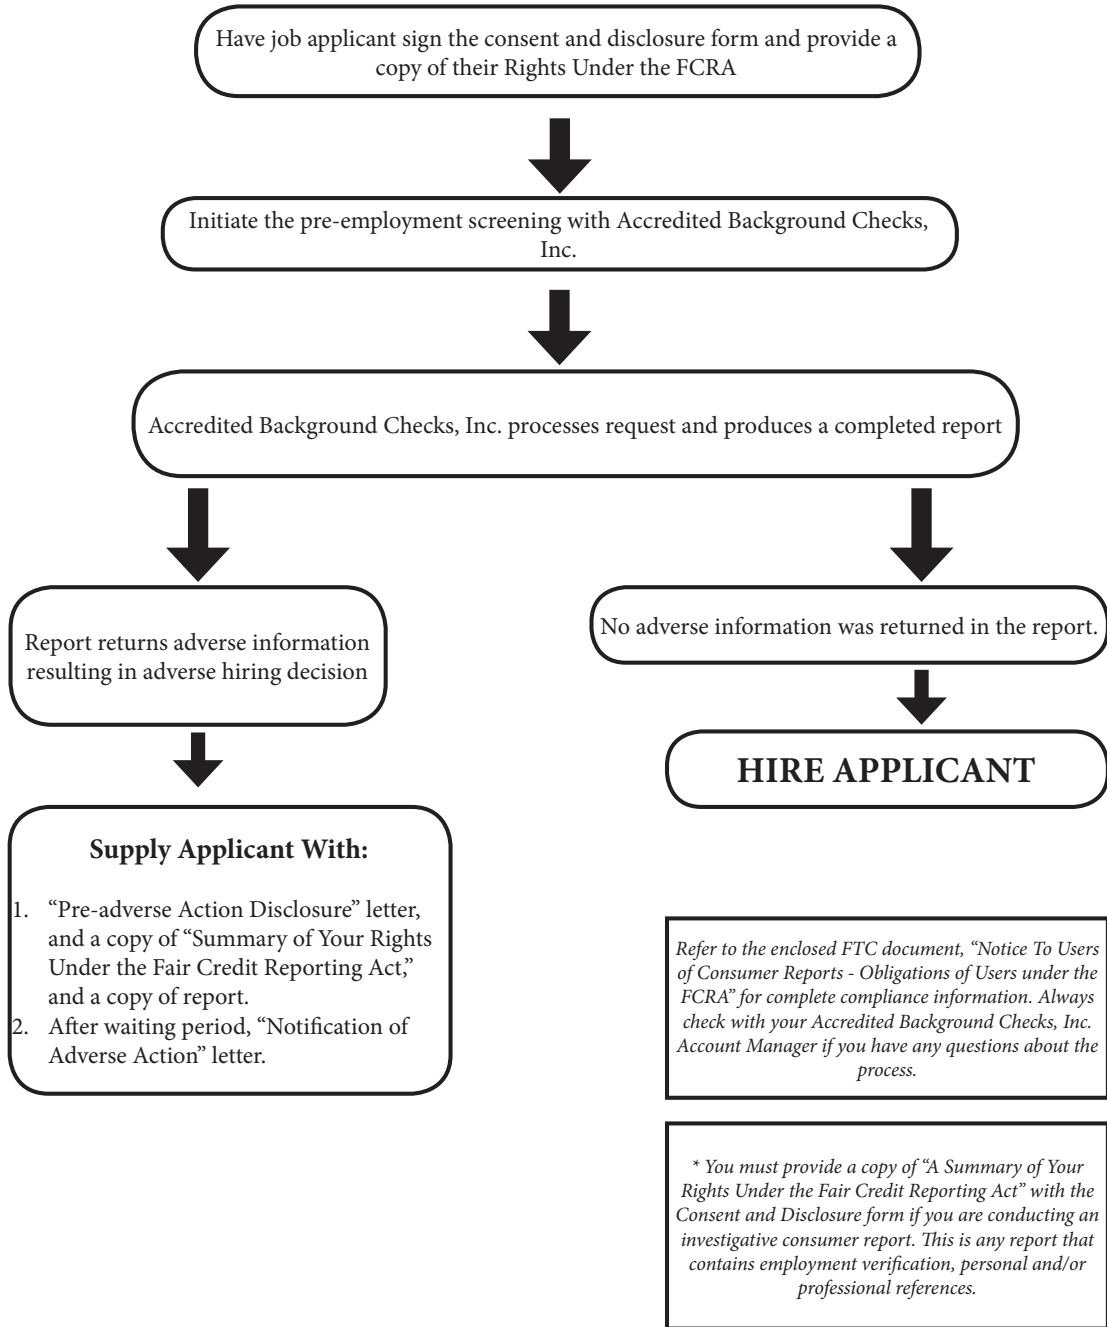 Have job applicant sign the consent and disclosure form and provide a
copy of their Rights Under the FCRA
Initiate the pre-employment screening with Accredited Background Checks,
Inc.
Accredited Background Checks, Inc. processes request and produces a completed report
Report returns adverse information
resulting in adverse hiring decision
No adverse information was returned in the report.
HIRE APPLICANT
Supply Applicant With:
1. “Pre-adverse Action Disclosure” letter,
and a copy of “Summary of Your Rights
Under the Fair Credit Reporting Act,”
and a copy of report.
2. After waiting period, “Notification of
Adverse Action” letter.
Refer to the enclosed FTC document, “Notice To Users
of Consumer Reports - Obligations of Users under the
FCRA” for complete compliance information. Always
check with your Accredited Background Checks, Inc.
Account Manager if you have any questions about the
process.
* You must provide a copy of “A Summary of Your
Rights Under the Fair Credit Reporting Act” with the
Consent and Disclosure form if you are conducting an
investigative consumer report. This is any report that
contains employment verification, personal and/or
professional references.